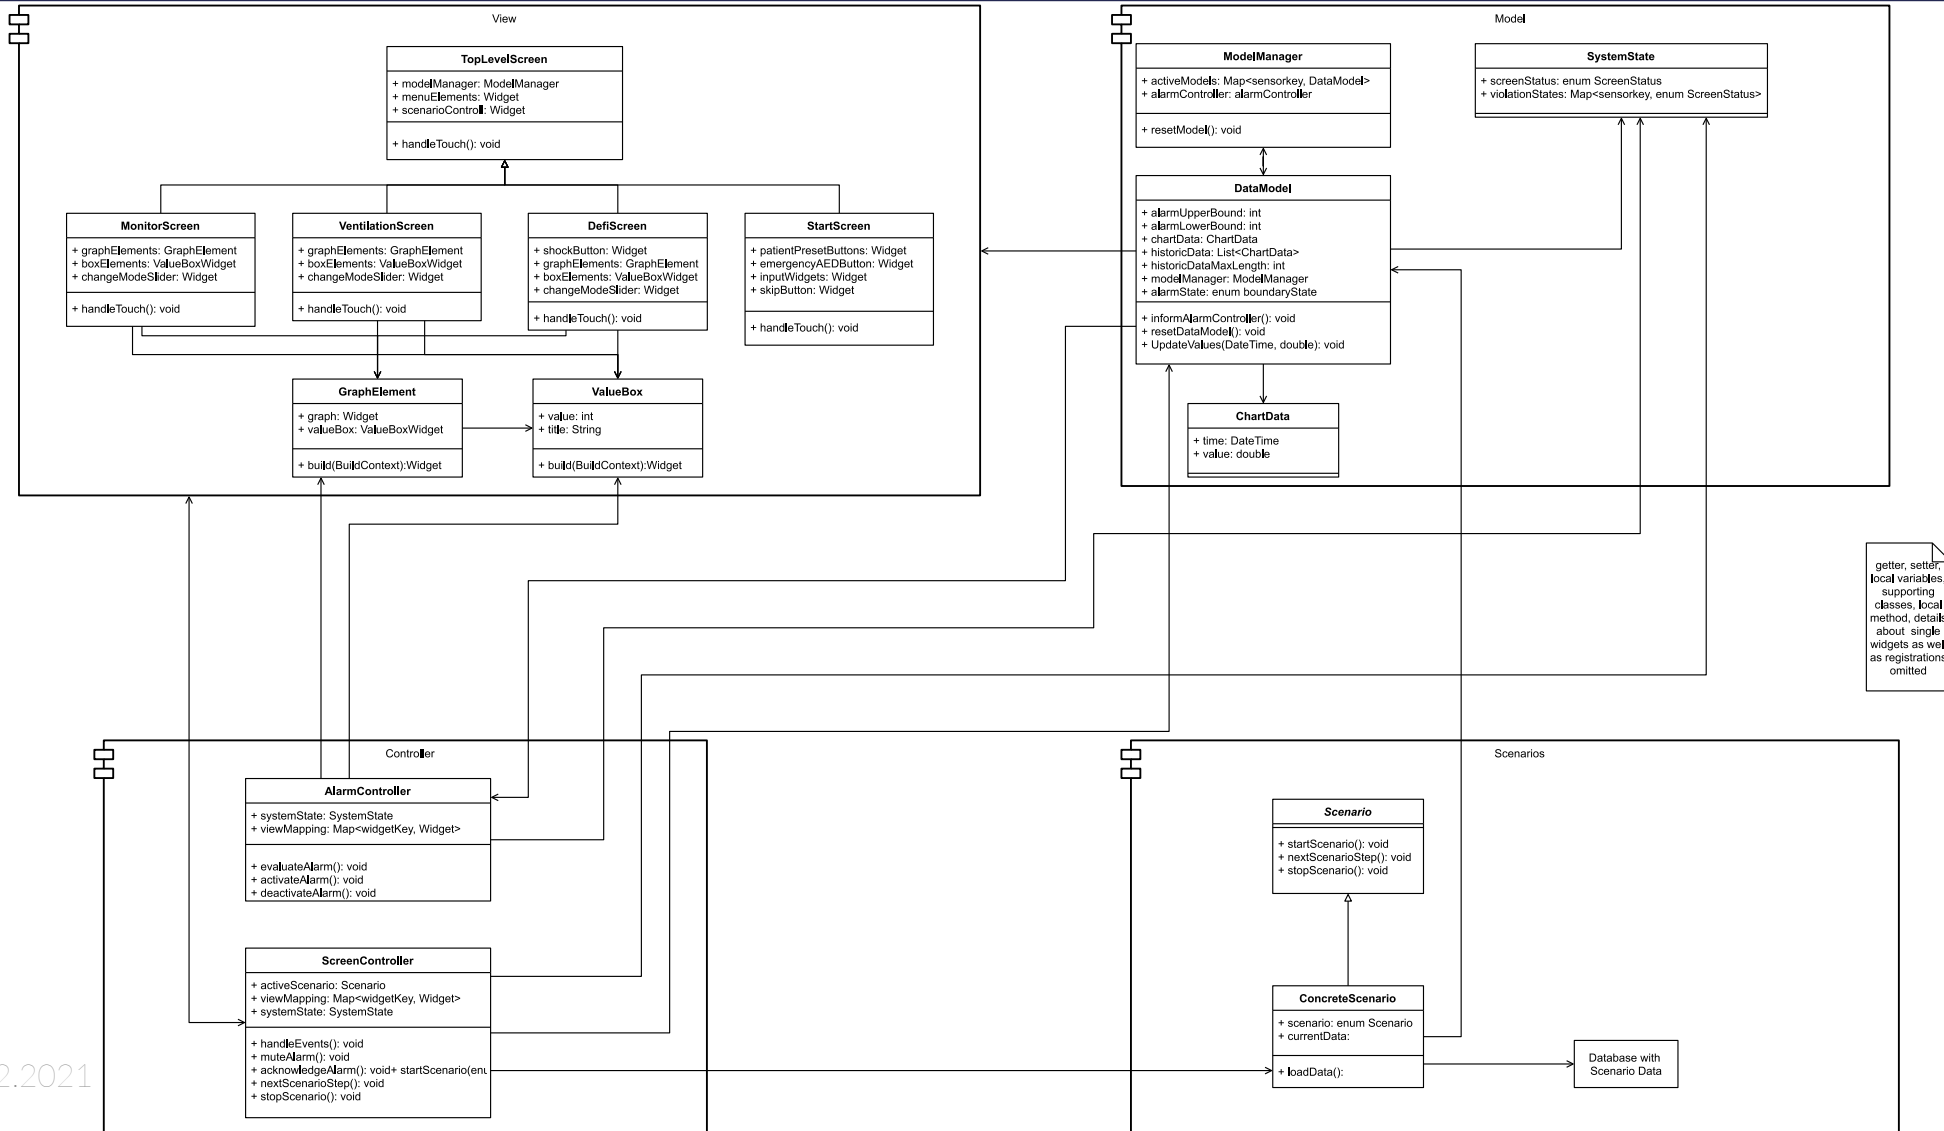 View
TopLevelScreen
+ modelManager: ModelManager
+ menuElements: Widget
+ scenarioControll: Widget
+ handleTouch(): void
MonitorScreen
+ graphElements: GraphElement
+ boxElements: ValueBoxWidget
+ changeModeSlider: Widget
+ handleTouch(): void
VentilationScreen
+ graphElements: GraphElement
+ boxElements: ValueBoxWidget
+ changeModeSlider: Widget
+ handleTouch(): void
DefiScreen
+ shockButton: Widget
+ graphElements: GraphElement
+ boxElements: ValueBoxWidget
+ changeModeSlider: Widget
+ handleTouch(): void
StartScreen
+ patientPresetButtons: Widget
+ emergencyAEDButton: Widget
+ inputWidgets: Widget
+ skipButton: Widget
+ handleTouch(): void
GraphElement
+ graph: Widget
+ valueBox: ValueBoxWidget
+ build(BuildContext):Widget
ValueBox
+ value: int
+ title: String
+ build(BuildContext):Widget
Model
ModelManager
+ activeModels: Map<sensorkey, DataModel>
+ alarmController: alarmController
+ resetModel(): void
SystemState
+ screenStatus: enum ScreenStatus
+ violationStates: Map<sensorkey, enum ScreenStatus>
DataModel
+ alarmUpperBound: int
+ alarmLowerBound: int
+ chartData: ChartData
+ historicData: List<ChartData>
+ historicDataMaxLength: int
+ modelManager: ModelManager
+ alarmState: enum boundaryState
+ informAlarmController(): void
+ resetDataModel(): void
+ UpdateValues(DateTime, double): void
ChartData
+ time: DateTime
+ value: double
getter, setter,
local variables,
supporting
classes, local
method, details
about single
widgets as well
as registrations
omitted
Controller
AlarmController
+ systemState: SystemState
+ viewMapping: Map<widgetKey, Widget>
+ evaluateAlarm(): void
+ activateAlarm(): void
+ deactivateAlarm(): void
ScreenController
+ activeScenario: Scenario
+ viewMapping: Map<widgetKey, Widget>
+ systemState: SystemState
+ handleEvents(): void
+ muteAlarm(): void
+ acknowledgeAlarm(): void+ startScenario(enu
+ nextScenarioStep(): void
+ stopScenario(): void
Scenarios
Scenario
+ startScenario(): void
+ nextScenarioStep(): void
+ stopScenario(): void
ConcreteScenario
+ scenario: enum Scenario
+ currentData:
+ loadData():
Database with
Scenario Data
2.2021